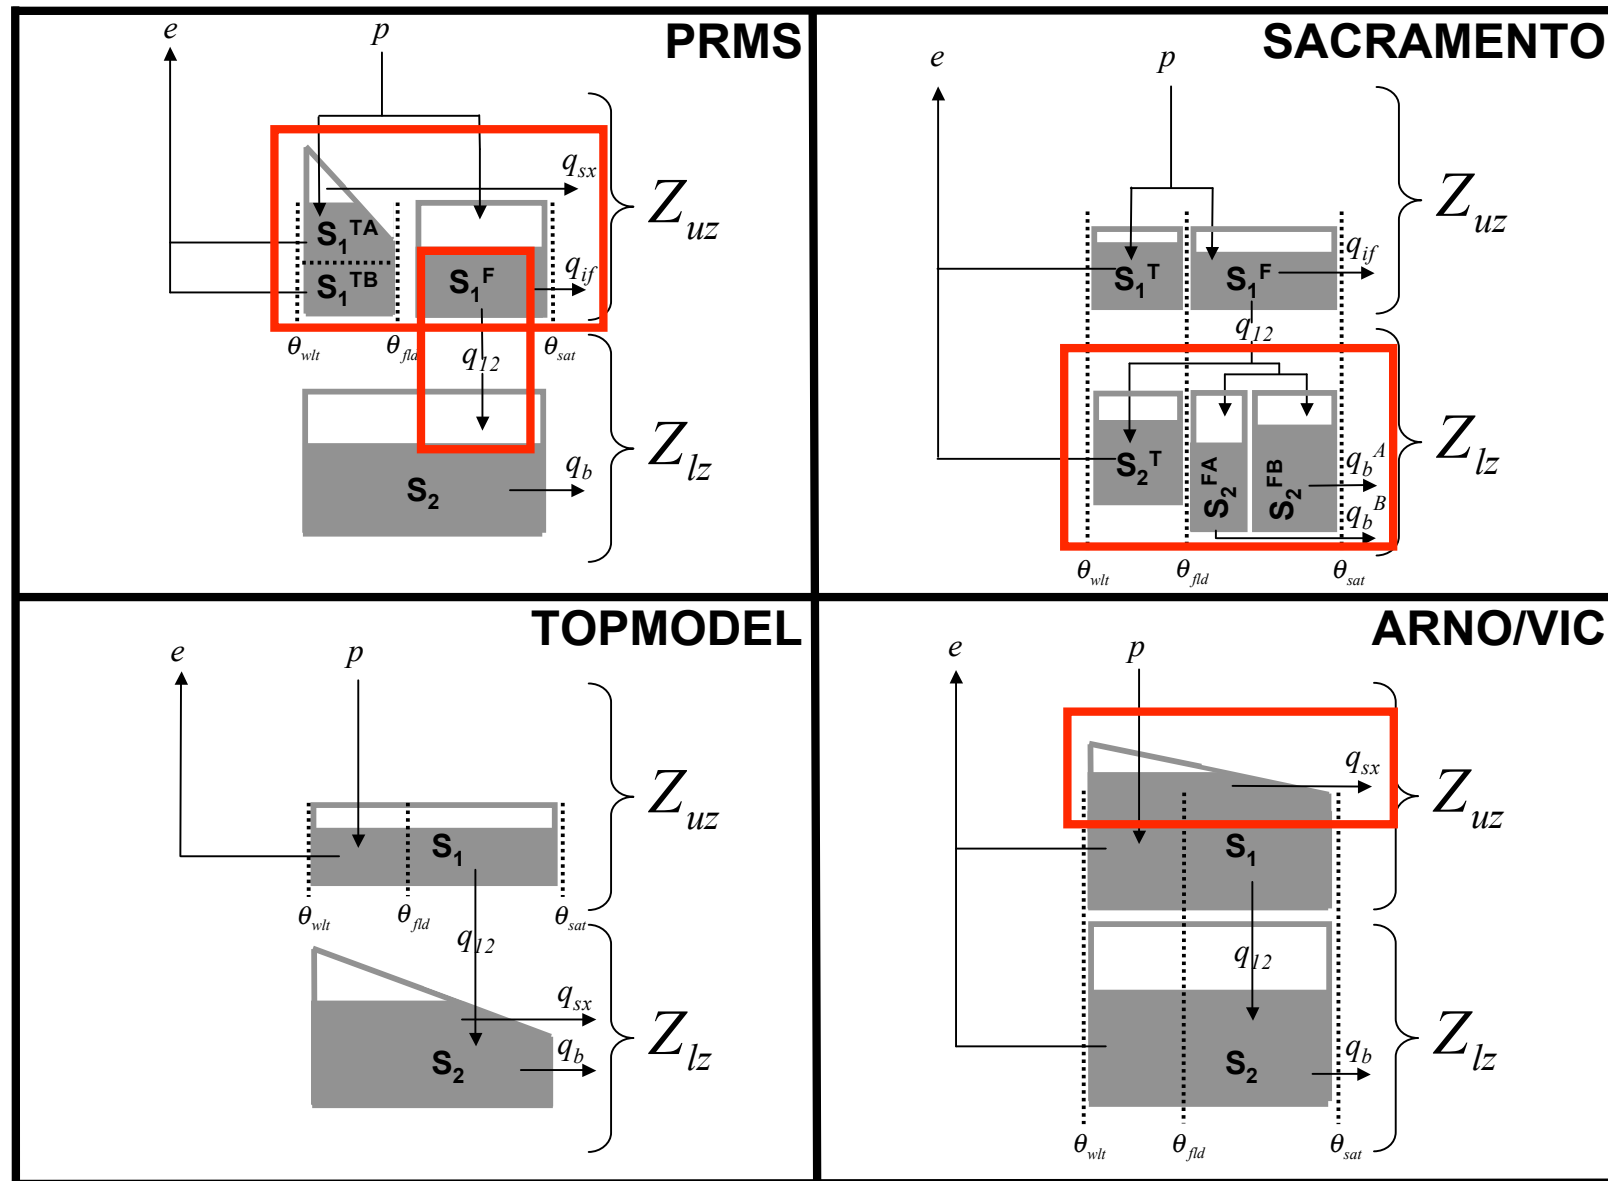 PRMS
e
p
q_sx
S_1^TA
S_1^TB
S_1^F
q_if
Z_uz
θ_wlt
θ_fld
q_12
θ_sat
S_2
q_b
Z_lz
SACRAMENTO
e
p
Z_uz
S_1^T
S_1^F
q_if
q_12
S_2^T
S_2^FA
S_2^FB
q_b^A
q_b^B
Z_lz
θ_wlt
θ_fld
θ_sat
TOPMODEL
e
p
Z_uz
S_1
θ_wlt
θ_fld
θ_sat
q_12
q_sx
S_2
q_b
Z_lz
ARNO/VIC
e
p
q_sx
Z_uz
S_1
q_12
Z_lz
S_2
q_b
θ_wlt
θ_fld
θ_sat